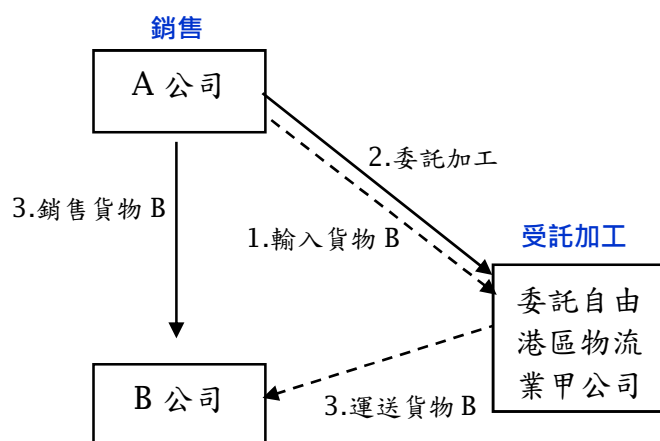 銷售
A 公司
2.委託加工
3.銷售貨物 B
1.輸入貨物 B
受託加工
委託自由
港區物流
業甲公司
B 公司
3.運送貨物 B